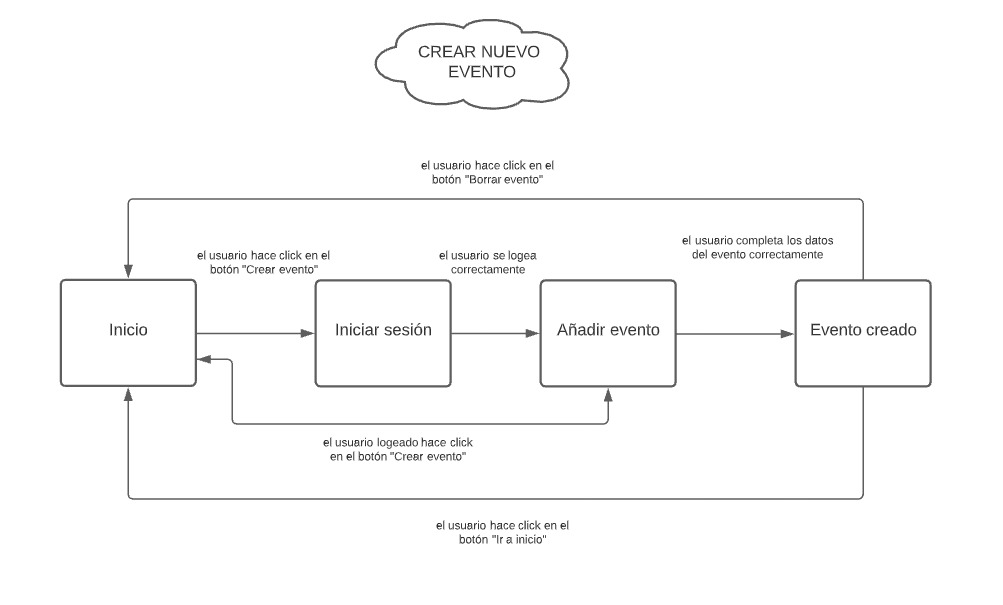 CREAR NUEVO
EVENTO
el usuario hace click en el
botón "Borrar evento"
el usuario hace click en el
botón "Crear evento"
el usuario se logea
correctamente
el usuario completa los datos
del evento correctamente
Inicio
Iniciar sesión
Añadir evento
Evento creado
el usuario logeado hace click
en el botón "Crear evento"
el usuario hace click en el
botón "Ir a inicio"